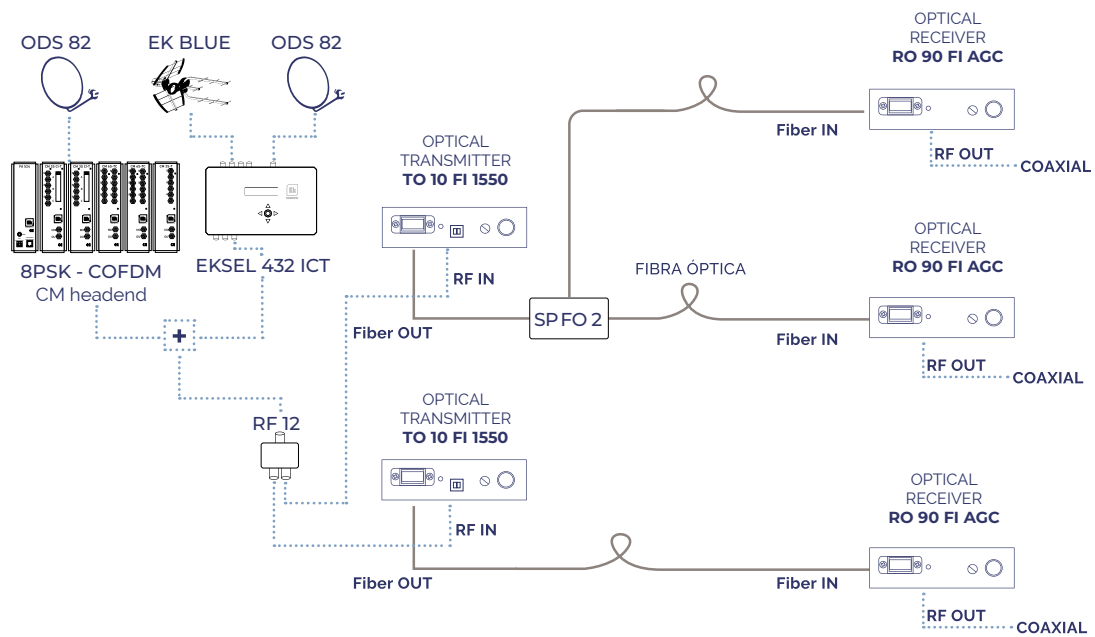 ODS 82
EK BLUE
ODS 82
8PSK - COFDM
CM headend
EKSEL 432 ICT
+
RF 12
OPTICAL
TRANSMITTER
TO 10 FI 1550
RF IN
Fiber OUT
SP FO 2
FIBRA ÓPTICA
OPTICAL
RECEIVER
RO 90 FI AGC
Fiber IN
RF OUT
COAXIAL
OPTICAL
RECEIVER
RO 90 FI AGC
Fiber IN
RF OUT
COAXIAL
OPTICAL
TRANSMITTER
TO 10 FI 1550
RF IN
Fiber OUT
OPTICAL
RECEIVER
RO 90 FI AGC
Fiber IN
RF OUT
COAXIAL